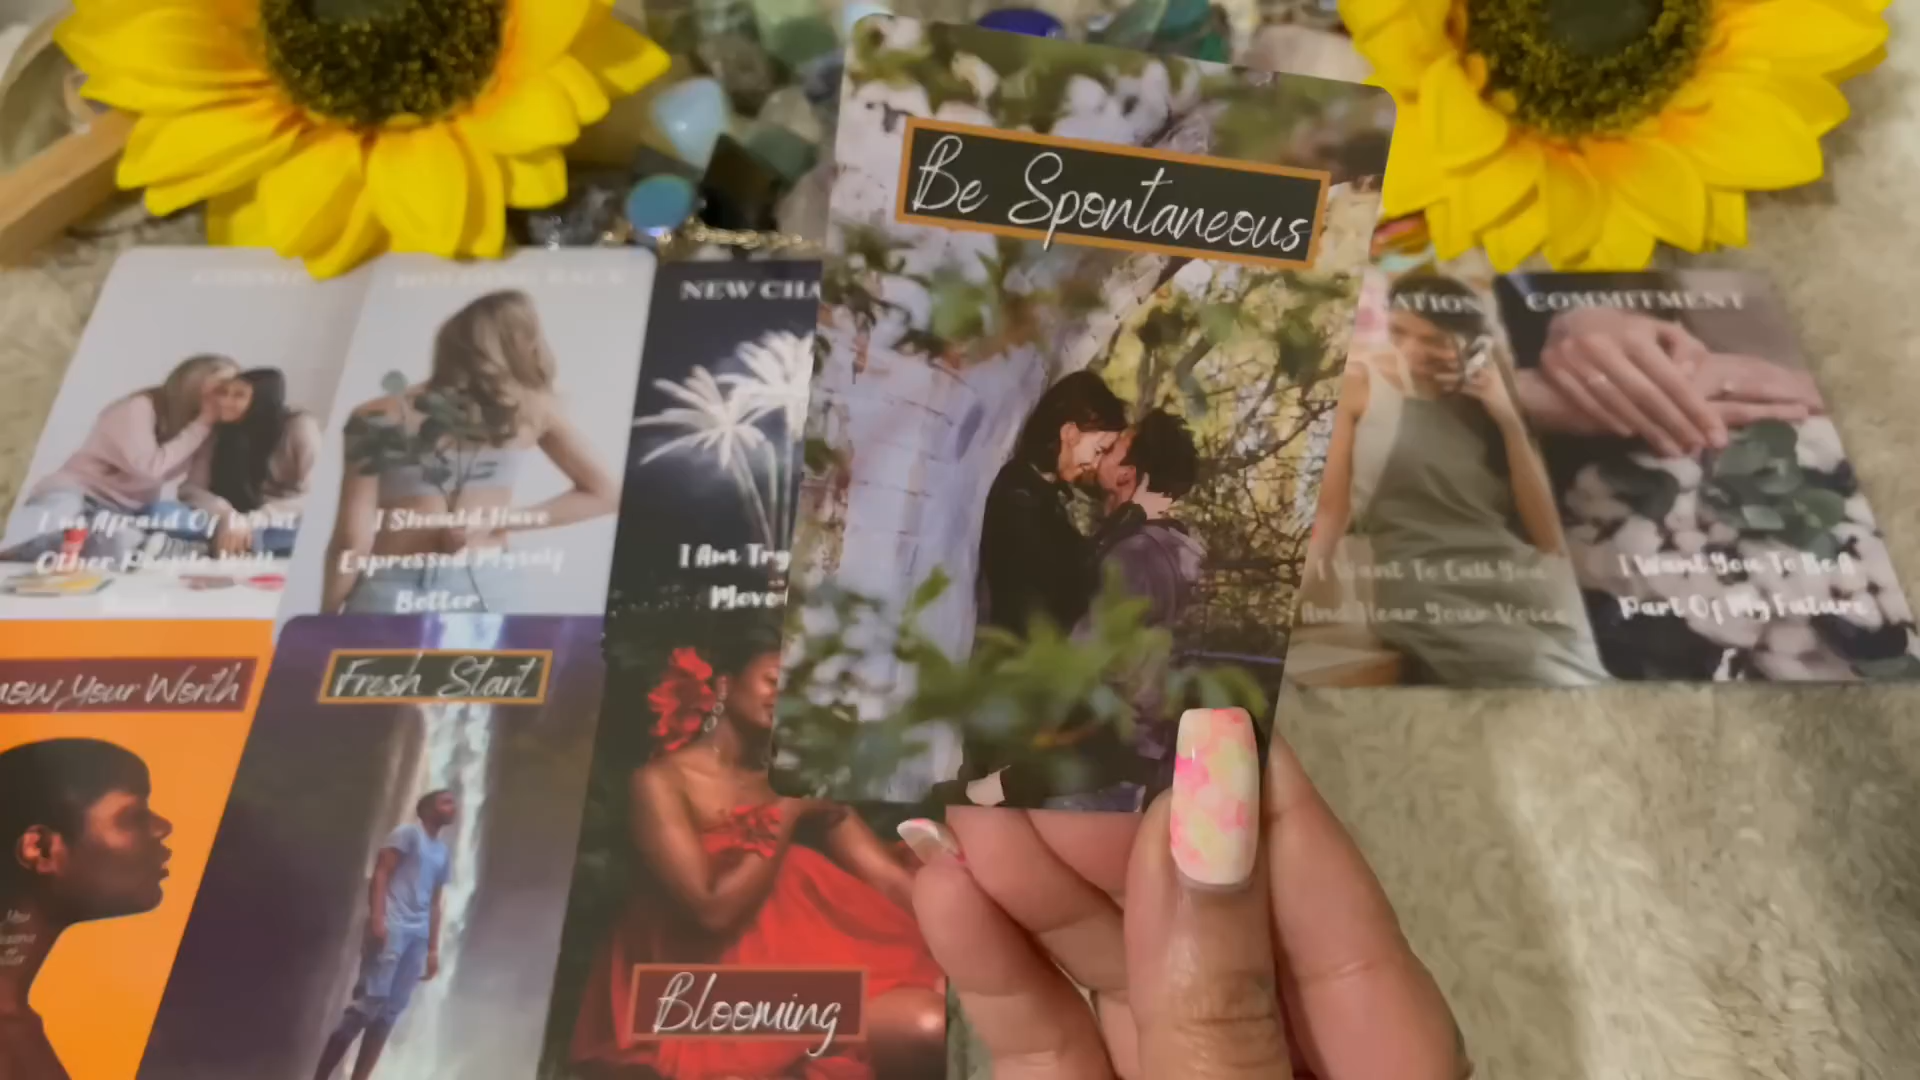 Be Spontaneous
NEW CHA
ATION
COMMITMENT
I am Afraid Of What
Other People Will
I Should Have
Expressed Myself
Better
I Am Try
Move
I Want To Call You
And Hear Your Voice
I Want You To Be A
Part Of My Future
now Your Worth
Fresh Start
Blooming